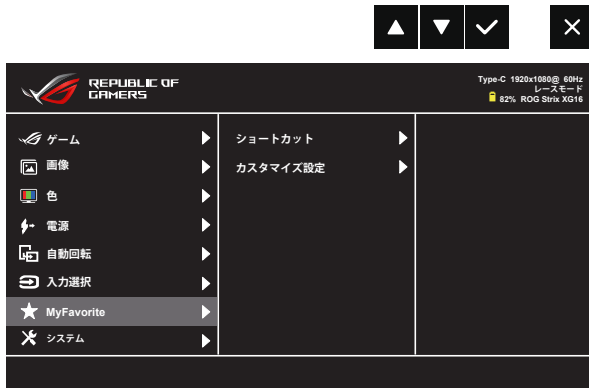 REPUBLIC OF
GAMERS
Type-C 1920x1080@ 60Hz
レースモード
82% ROG Strix XG16
ゲーム
画像
色
電源
自動回転
入力選択
MyFavorite
システム
ショートカット
カスタマイズ設定